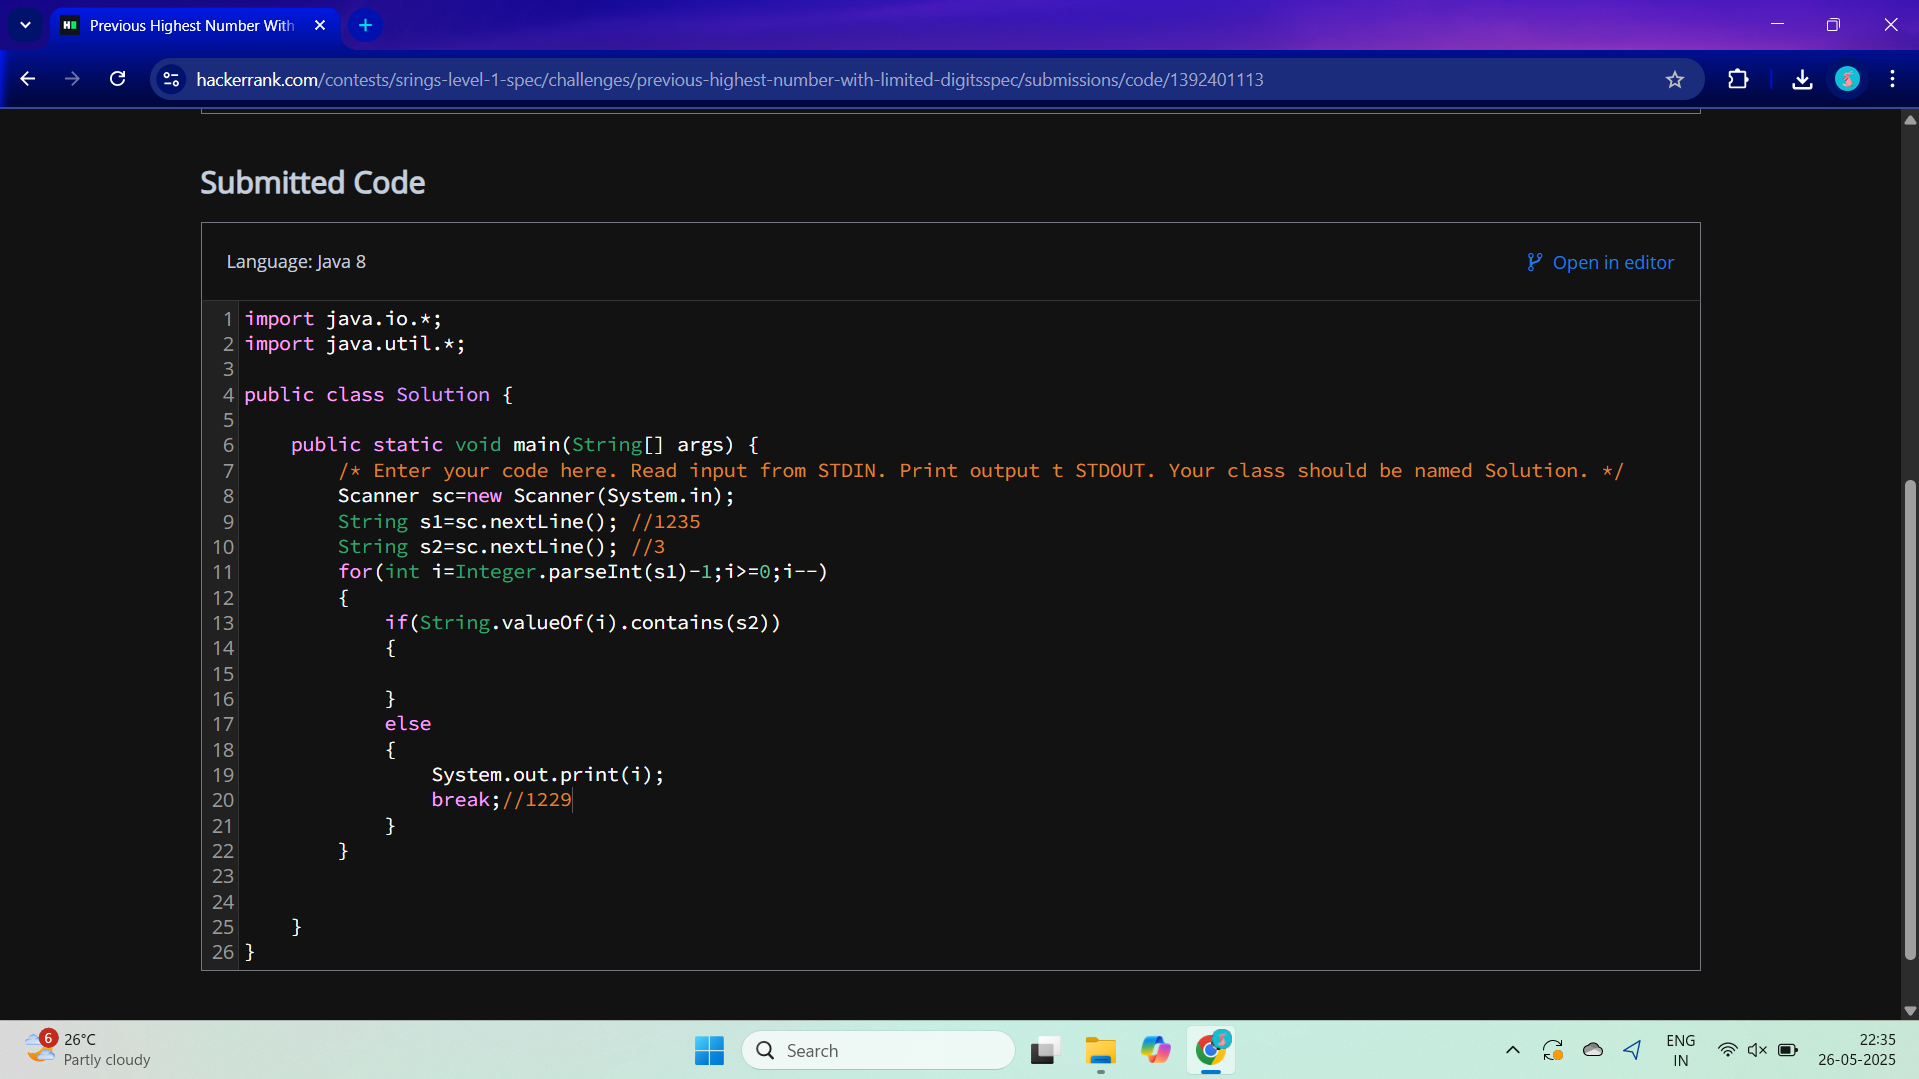 Previous Highest Number With
hackerrank.com/contests/srings-level-1-spec/challenges/previous-highest-number-with-limited-digitsspec/submissions/code/1392401113
Submitted Code
Language: Java 8
Open in editor
1 import java.io.*;
2 import java.util.*;
3
4 public class Solution {
5
6     public static void main(String[] args) {
7         /* Enter your code here. Read input from STDIN. Print output t STDOUT. Your class should be named Solution. */
8         Scanner sc=new Scanner(System.in);
9         String s1=sc.nextLine(); //1235
10         String s2=sc.nextLine(); //3
11         for(int i=Integer.parseInt(s1)-1;i>=0;i--)
12         {
13             if(String.valueOf(i).contains(s2))
14             {
15
16             }
17             else
18             {
19                 System.out.print(i);
20                 break;//1229
21             }
22         }
23
24
25     }
26 }
6
26°C
Partly cloudy
Search
ENG
IN
22:35
26-05-2025